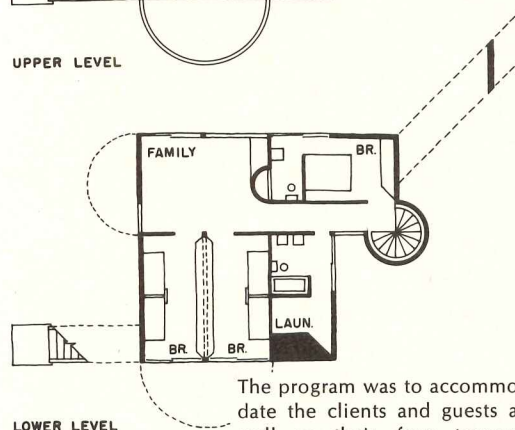 UPPER LEVEL
FAMILY
BR.
BR.
BR.
LAUN.
LOWER LEVEL
The program was to accommo
date the clients and guests a